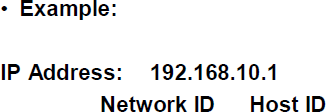 • Example:
IP Address: 192.168.10.1
Network ID Host ID